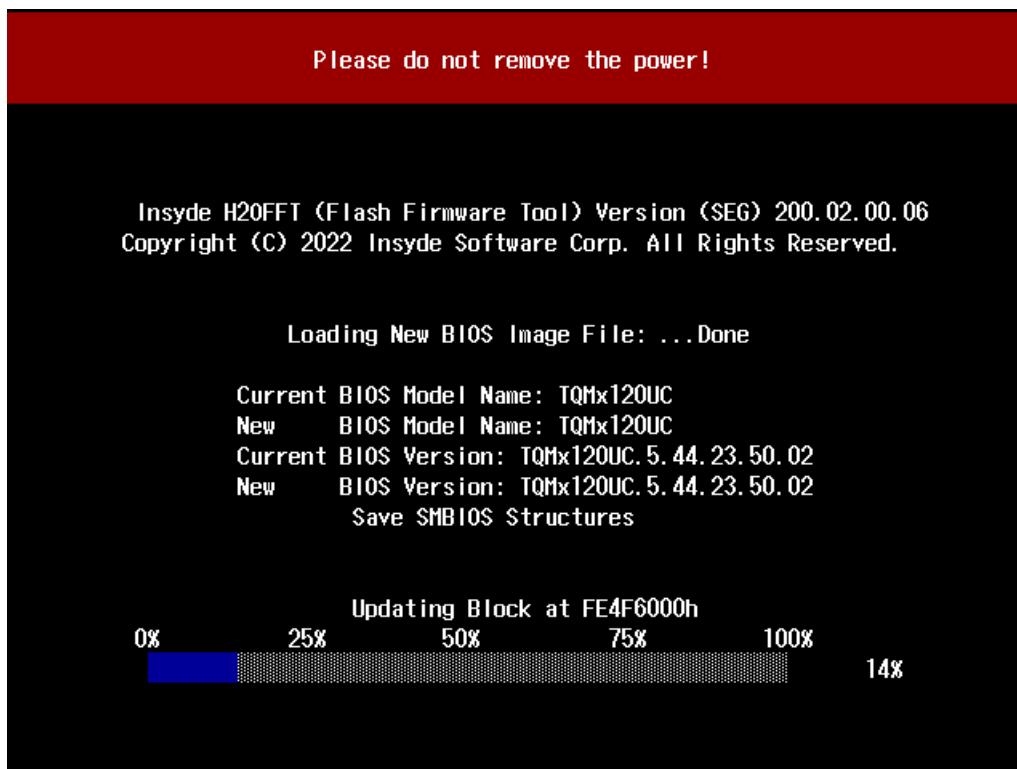 Please do not remove the power!
Insyde H2OFFT (Flash Firmware Tool) Version (SEG) 200.02.00.06
Copyright (C) 2022 Insyde Software Corp. All Rights Reserved.
Loading New BIOS Image File: ...Done
Current BIOS Model Name: TQMx120UC
New BIOS Model Name: TQMx120UC
Current BIOS Version: TQMx120UC.5.44.23.50.02
New BIOS Version: TQMx120UC.5.44.23.50.02
Save SMBIOS Structures
Updating Block at FE4F6000h
0% 25% 50% 75% 100%
14%